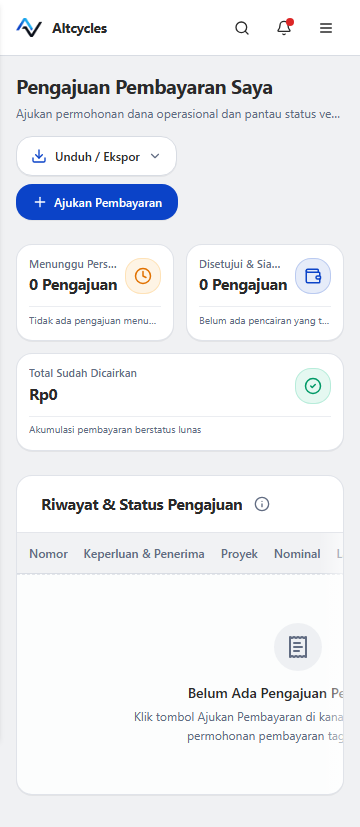 Altcycles
Pengajuan Pembayaran Saya
Ajukan permohonan dana operasional dan pantau status ve...
Unduh / Ekspor
Ajukan Pembayaran
Menunggu Pers...
0 Pengajuan
Tidak ada pengajuan menu...
Disetujui & Sia...
0 Pengajuan
Belum ada pencairan yang t...
Total Sudah Dicairkan
Rp0
Akumulasi pembayaran berstatus lunas
Riwayat & Status Pengajuan
Nomor Keperluan & Penerima Proyek Nominal L
Belum Ada Pengajuan Pe
Klik tombol Ajukan Pembayaran di kana
permohonan pembayaran tag